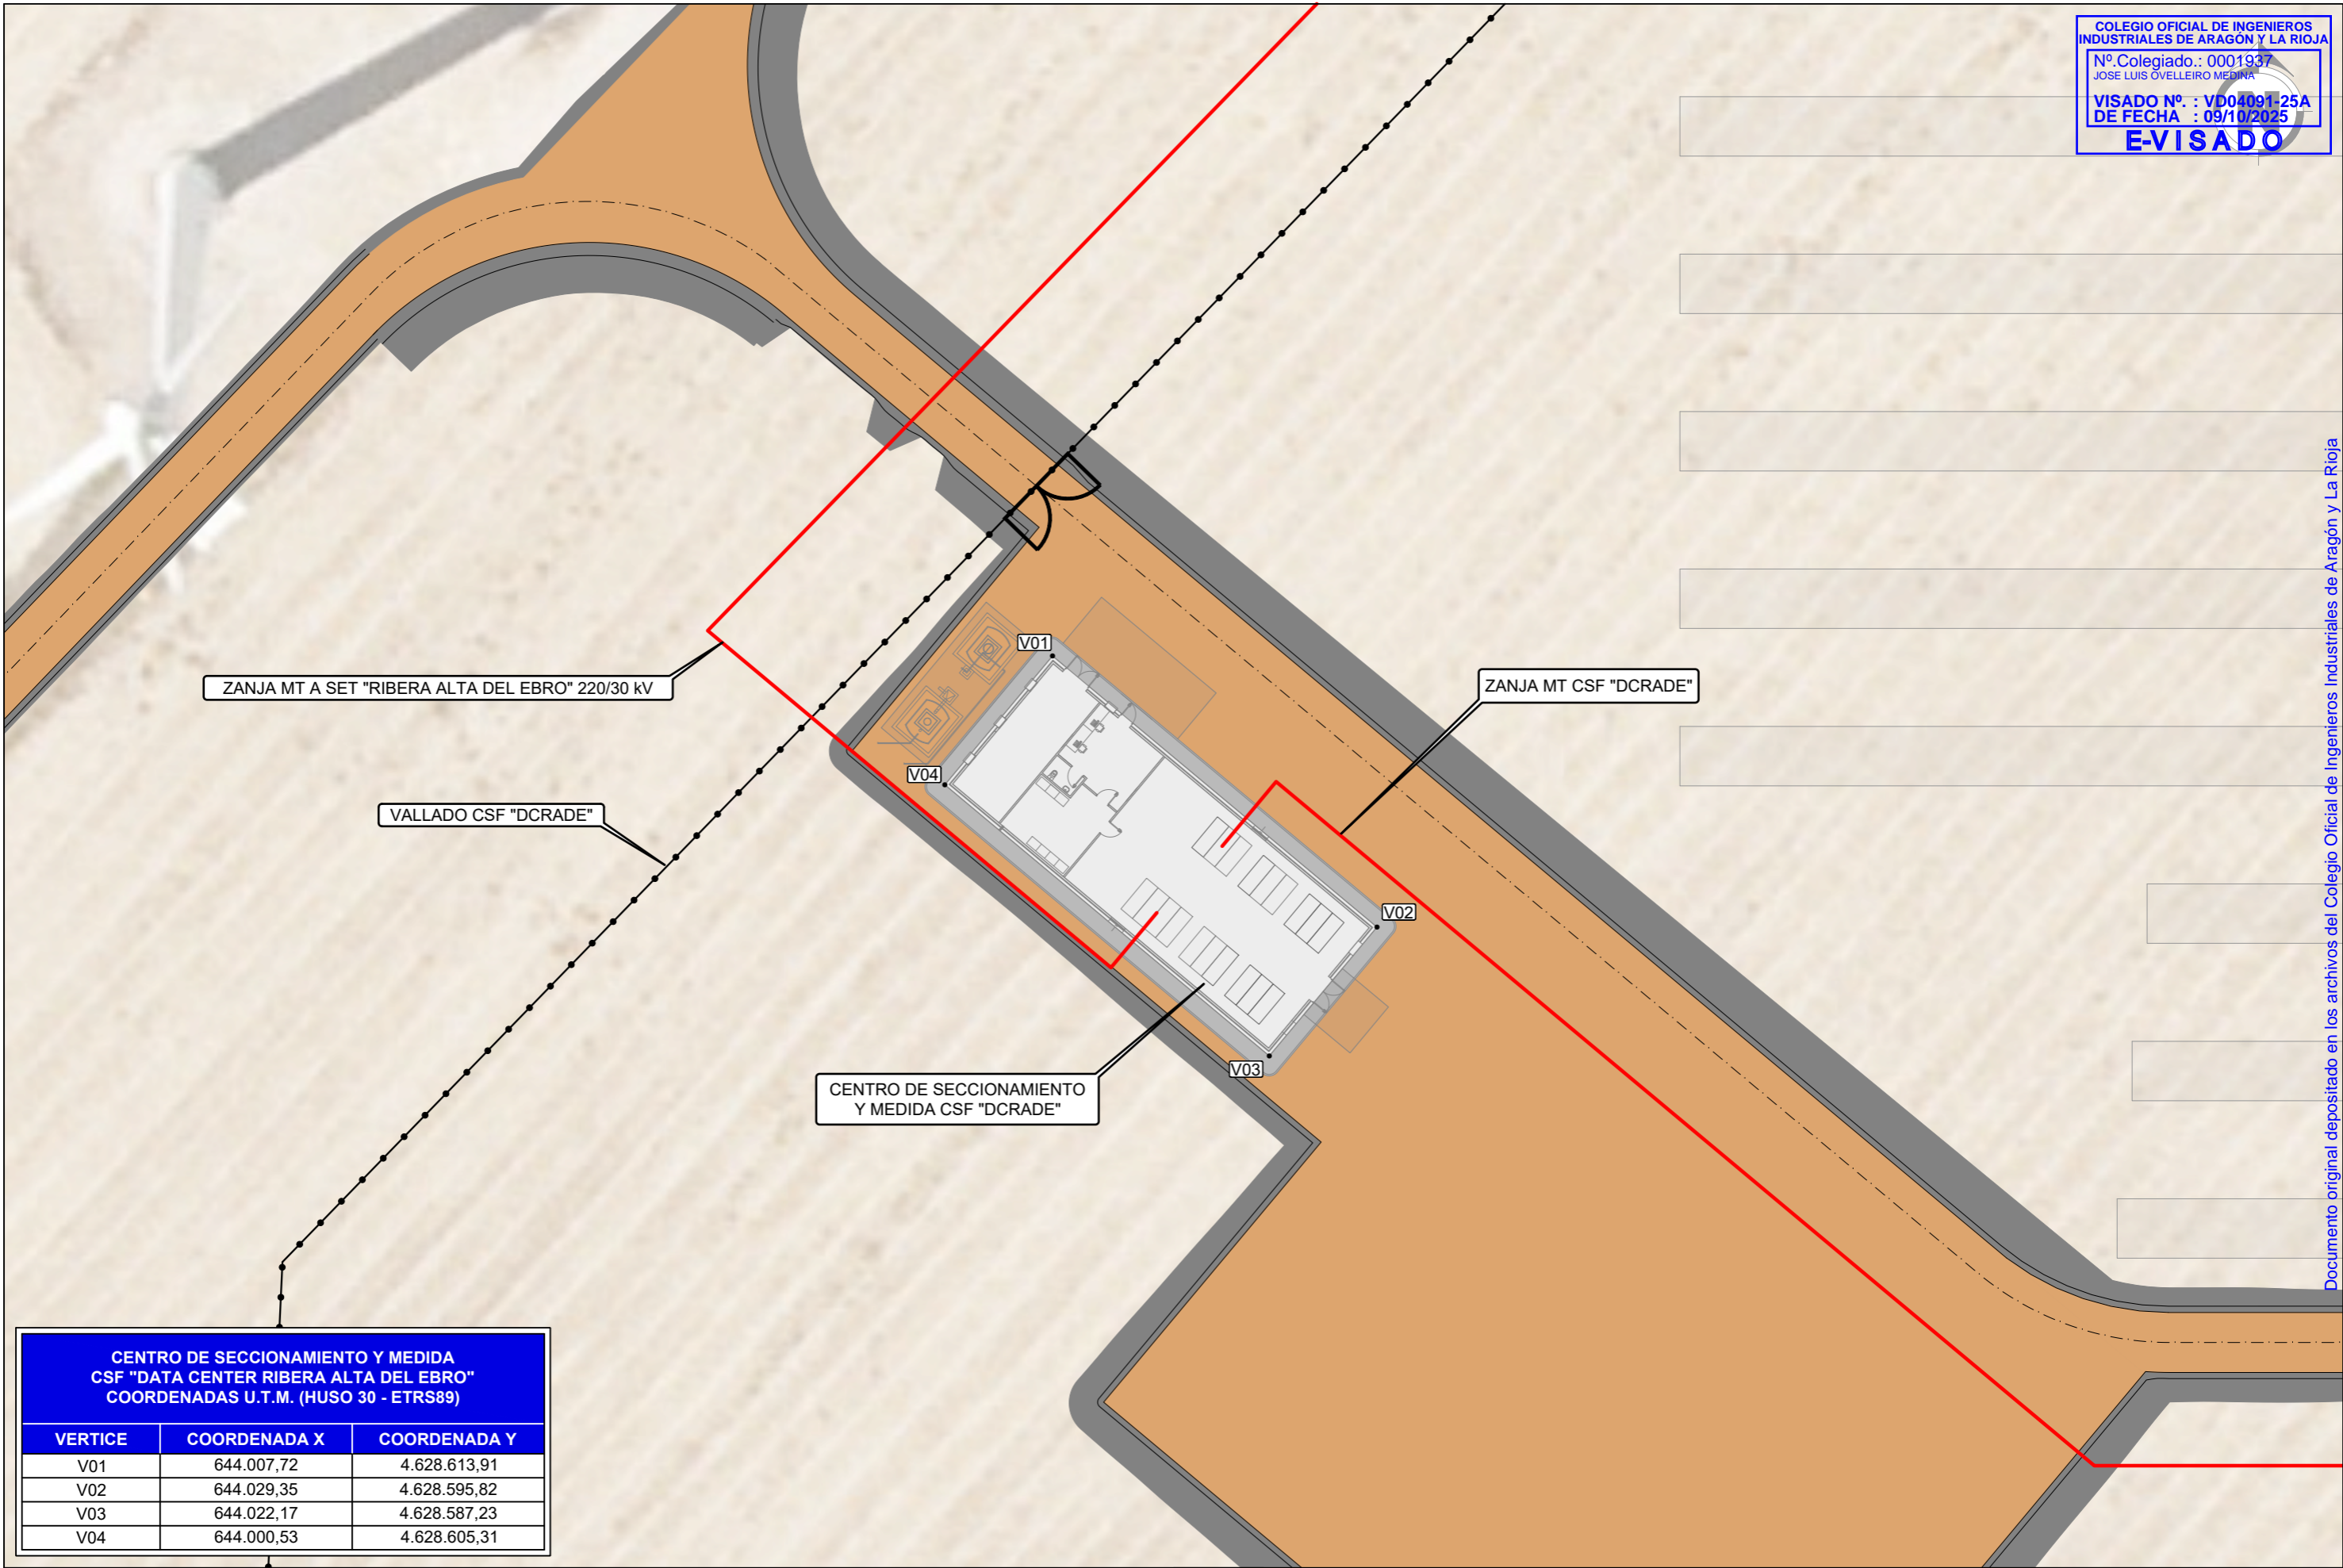 COLEGIO OFICIAL DE INGENIEROS
INDUSTRIALES DE ARAGÓN Y LA RIOJA
Nº.Colegiado.: 0001937
JOSE LUIS OVELLEIRO MEDINA
VISADO Nº. : VD04091-25A
DE FECHA : 09/10/2025
E-VISADO
N
Documento original depositado en los archivos del Colegio Oficial de Ingenieros Industriales de Aragón y La Rioja
V01
ZANJA MT A SET "RIBERA ALTA DEL EBRO" 220/30 kV
ZANJA MT CSF "DCRADE"
V04
VALLADO CSF "DCRADE"
V02
V03
CENTRO DE SECCIONAMIENTO
Y MEDIDA CSF "DCRADE"
CENTRO DE SECCIONAMIENTO Y MEDIDA
CSF "DATA CENTER RIBERA ALTA DEL EBRO"
COORDENADAS U.T.M. (HUSO 30 - ETRS89)
VERTICE COORDENADA X COORDENADA Y
V01 644.007,72 4.628.613,91
V02 644.029,35 4.628.595,82
V03 644.022,17 4.628.587,23
V04 644.000,53 4.628.605,31